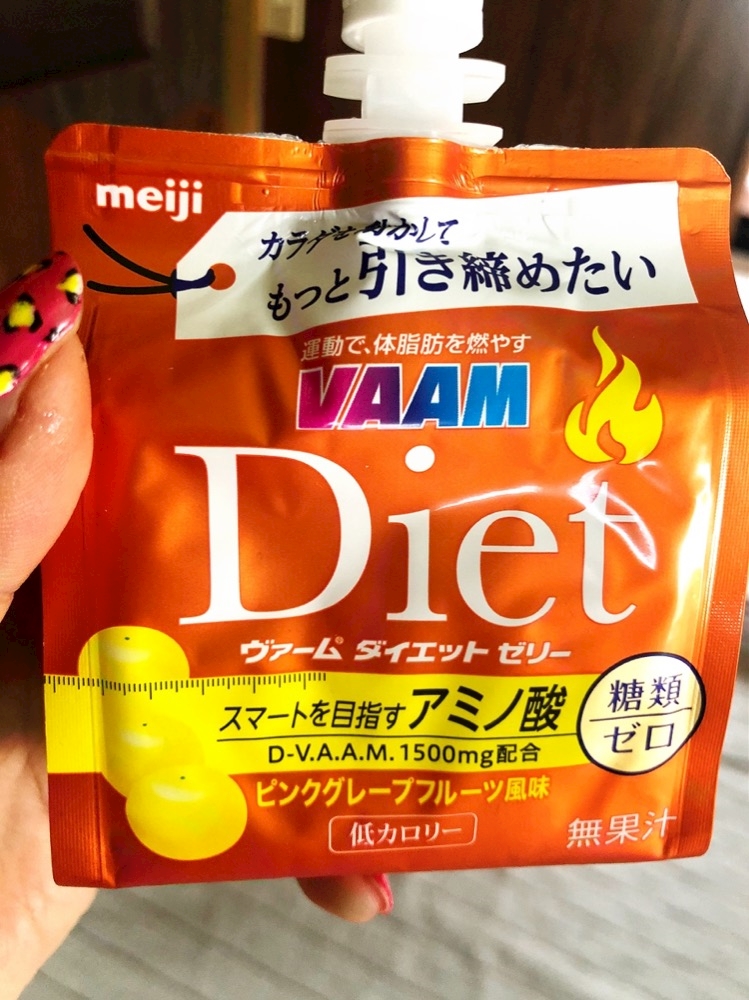 meiji
カラダを動かして
もっと引き締めたい
運動で、体脂肪を燃やす
VAAM
Diet
ヴァーム ダイエット ゼリー
スマートを目指すアミノ酸
D-V.A.A.M. 1500mg配合
糖類
ゼロ
ピンクグレープフルーツ風味
低カロリー
無果汁